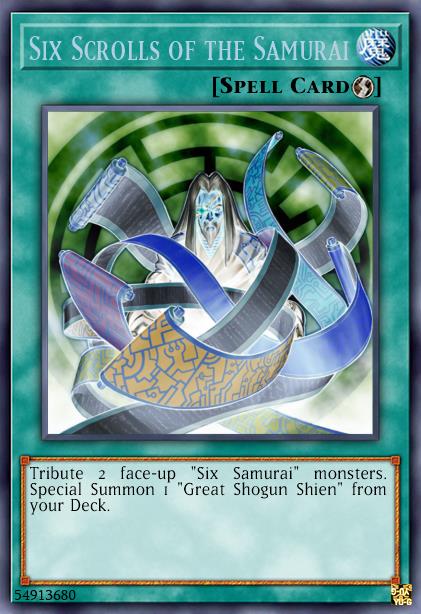 Six Scrolls of the Samurai
魔
[Spell Card]
Tribute 2 face-up "Six Samurai" monsters.
Special Summon 1 "Great Shogun Shien" from
your Deck.
54913680